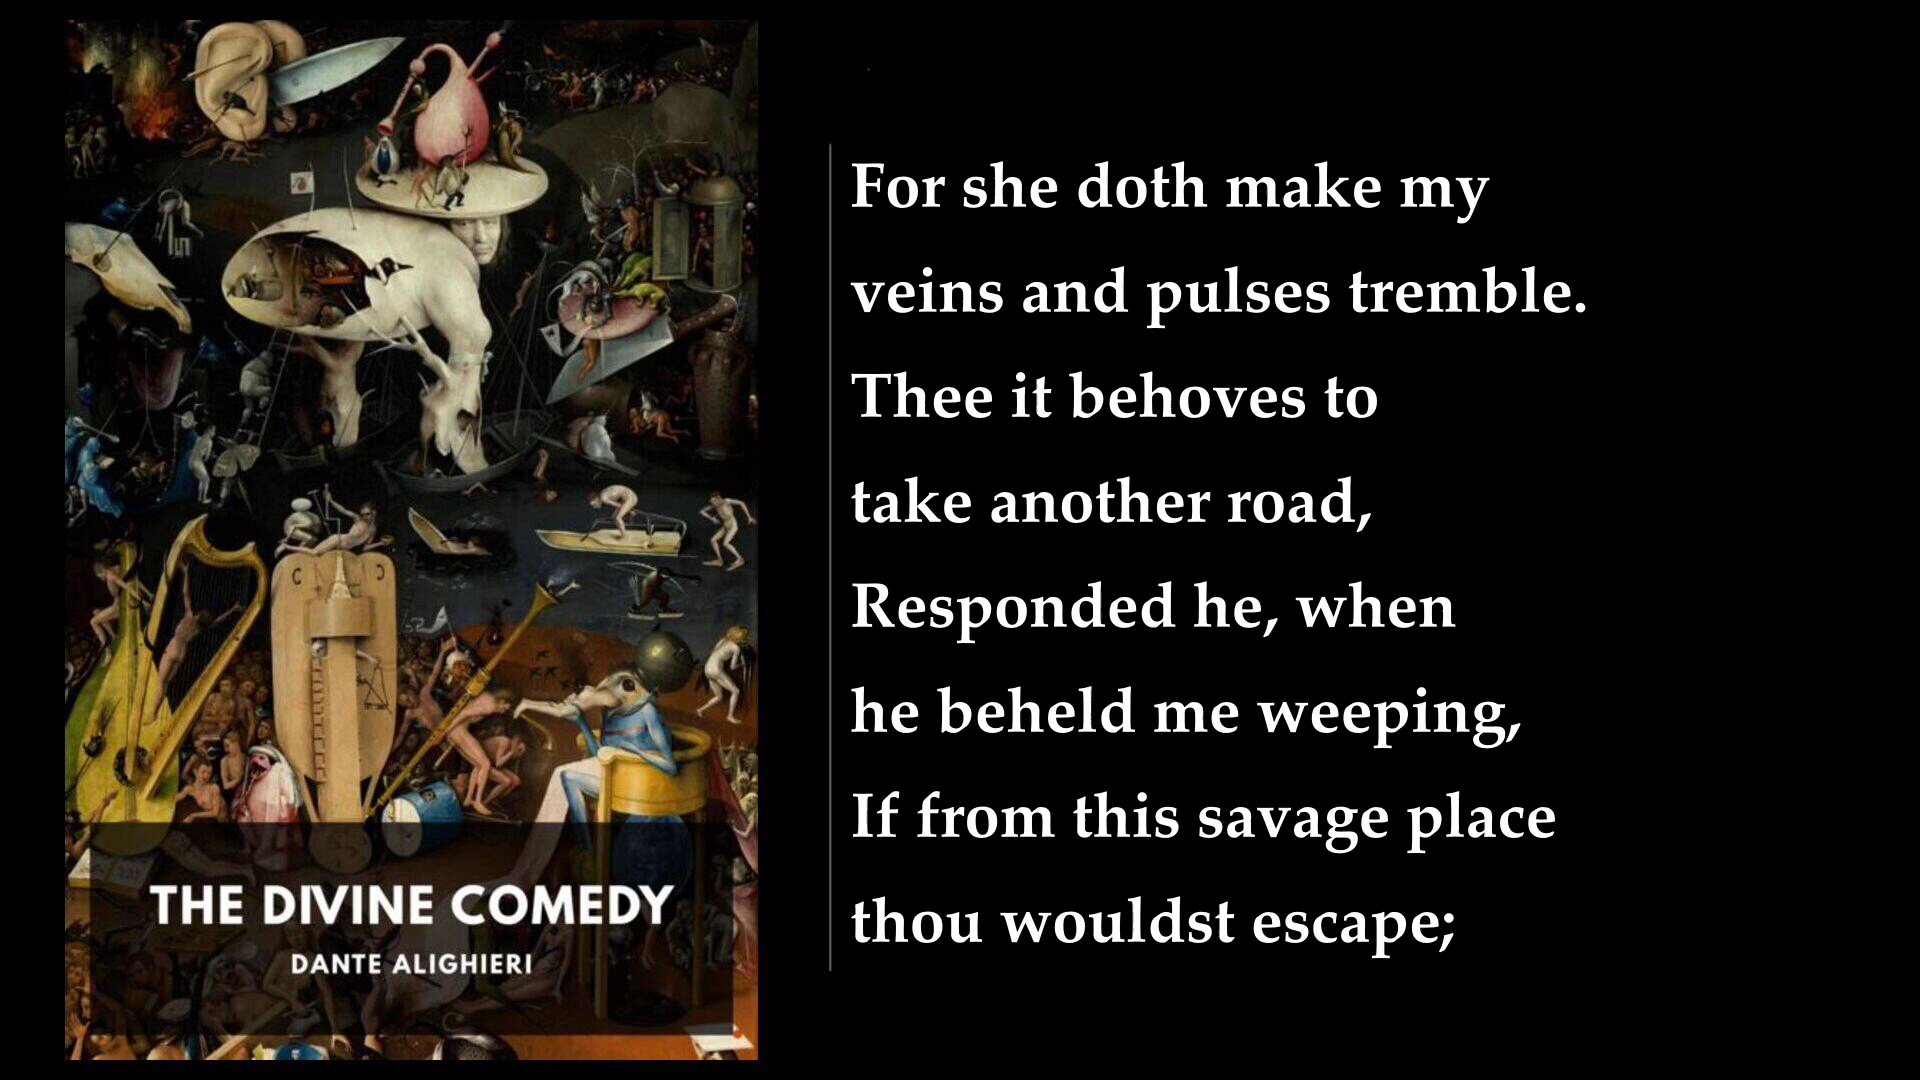 THE DIVINE COMEDY
DANTE ALIGHIERI
For she doth make my
veins and pulses tremble.
Thee it behoves to
take another road,
Responded he, when
he beheld me weeping,
If from this savage place
thou wouldst escape;